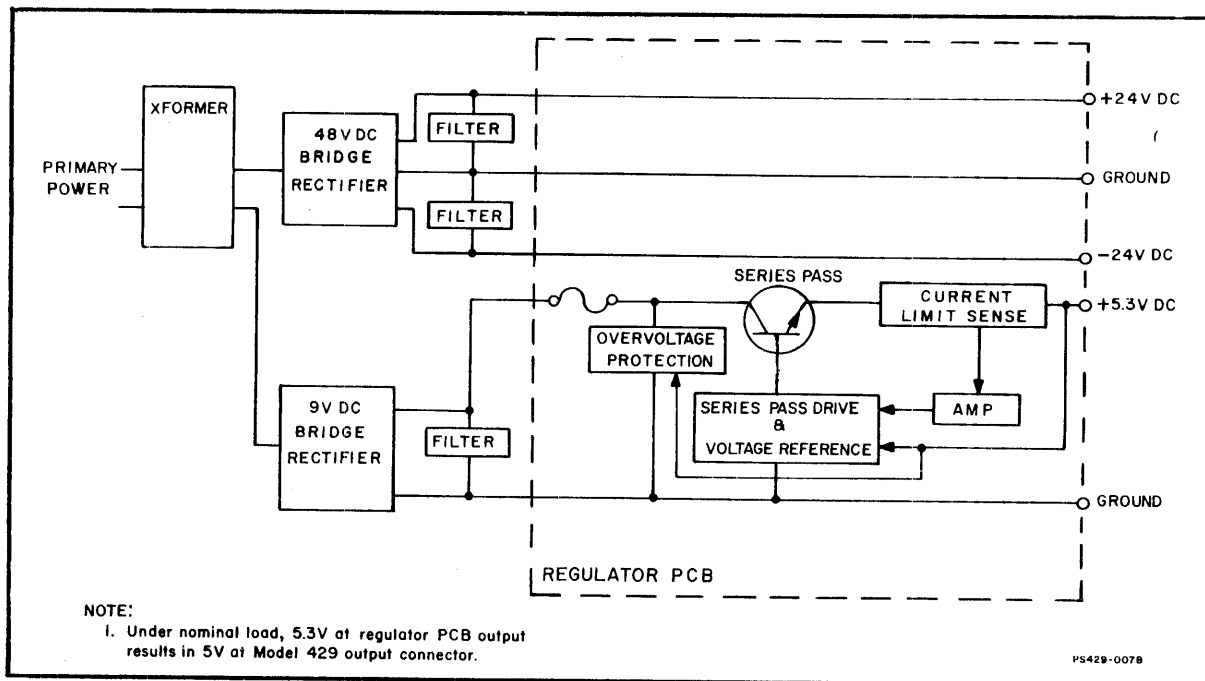 XFORMER
PRIMARY
POWER
48V DC
BRIDGE
RECTIFIER
FILTER
FILTER
+24V DC
GROUND
-24V DC
SERIES PASS
CURRENT
LIMIT SENSE
+5.3V DC
OVERVOLTAGE
PROTECTION
9V DC
BRIDGE
RECTIFIER
FILTER
SERIES PASS DRIVE
&
VOLTAGE REFERENCE
AMP
GROUND
REGULATOR PCB
NOTE:
1. Under nominal load, 5.3V at regulator PCB output
results in 5V at Model 429 output connector.
PS429-007B